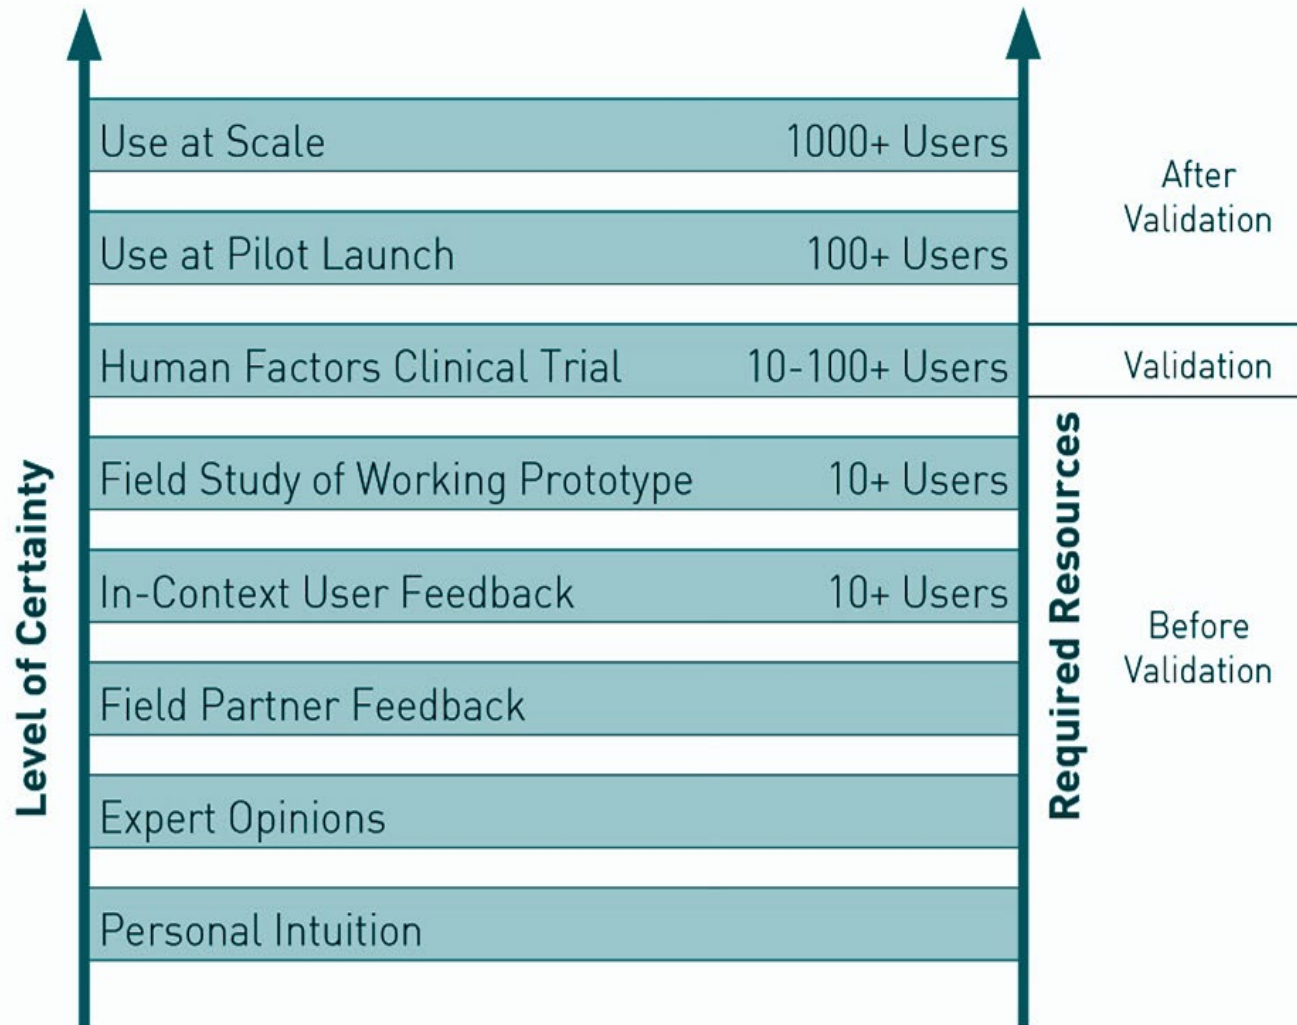 Use at Scale 1000+ Users
After
Validation
Use at Pilot Launch 100+ Users
Human Factors Clinical Trial 10-100+ Users
Validation
Field Study of Working Prototype 10+ Users
In-Context User Feedback 10+ Users
Before
Validation
Field Partner Feedback
Expert Opinions
Personal Intuition
Level of Certainty
Required Resources